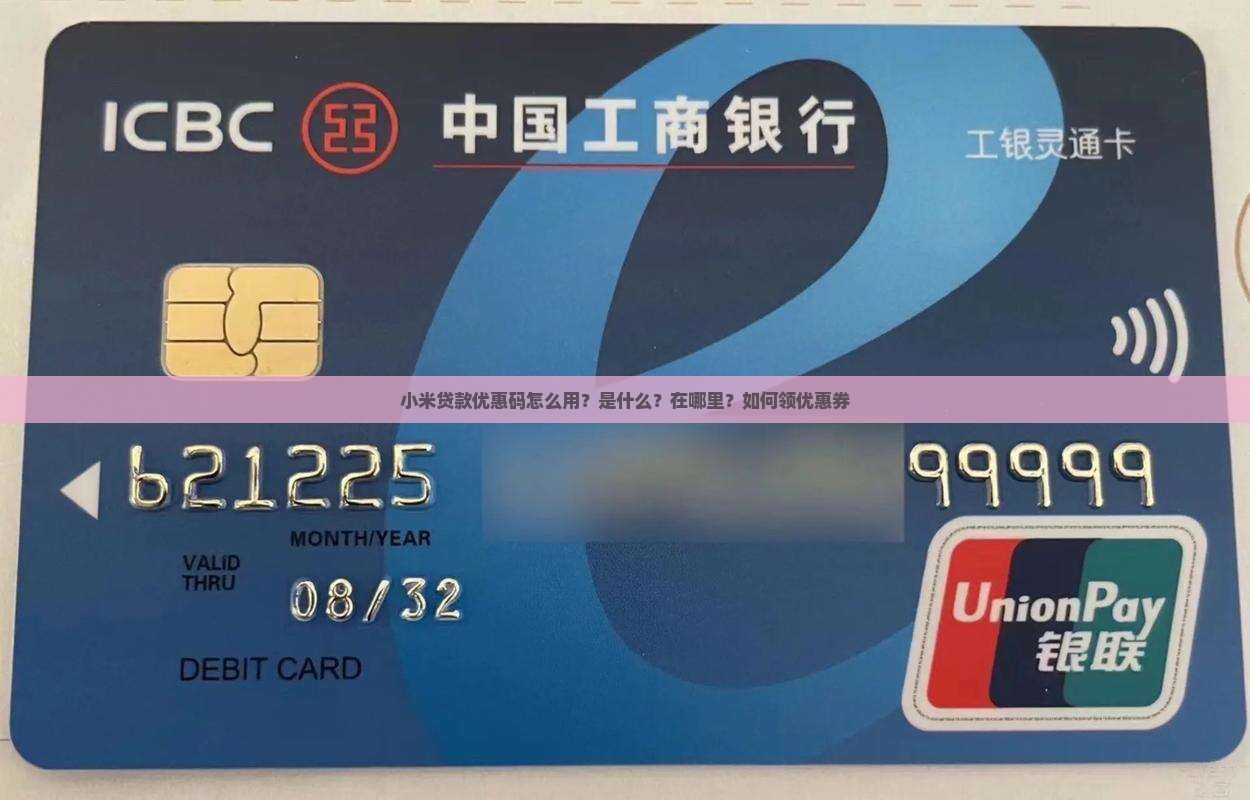 ICBC 中国工商银行
工银灵通卡
小米贷款优惠码怎么用？是什么？在哪里？如何领优惠券
621225 99999
MONTH/YEAR
VALID
THRU
08/32
DEBIT CARD
UnionPay
银联